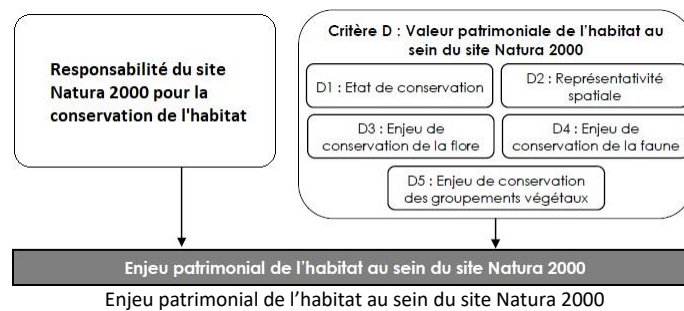 Responsabilité du site
Natura 2000 pour la
conservation de l'habitat
Critère D : Valeur patrimoniale de l'habitat au
sein du site Natura 2000
D1 : Etat de conservation
D2 : Représentativité
spatiale
D3 : Enjeu de
conservation de la flore
D4 : Enjeu de
conservation de la faune
D5 : Enjeu de conservation
des groupements végétaux
Enjeu patrimonial de l'habitat au sein du site Natura 2000
Enjeu patrimonial de l'habitat au sein du site Natura 2000